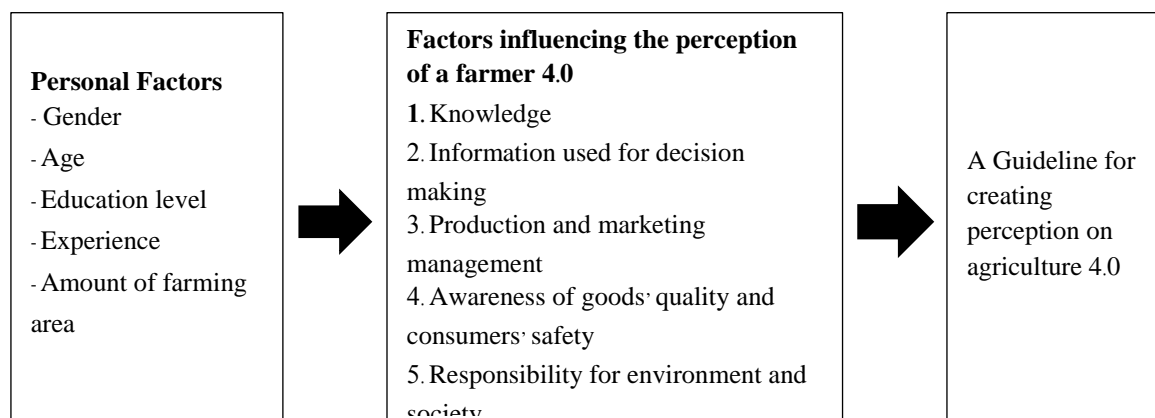 Personal Factors
- Gender
- Age
- Education level
- Experience
- Amount of farming
area
Factors influencing the perception
of a farmer 4.0
1. Knowledge
2. Information used for decision
making
3. Production and marketing
management
4. Awareness of goods' quality and
consumers' safety
5. Responsibility for environment and
society
A Guideline for
creating
perception on
agriculture 4.0